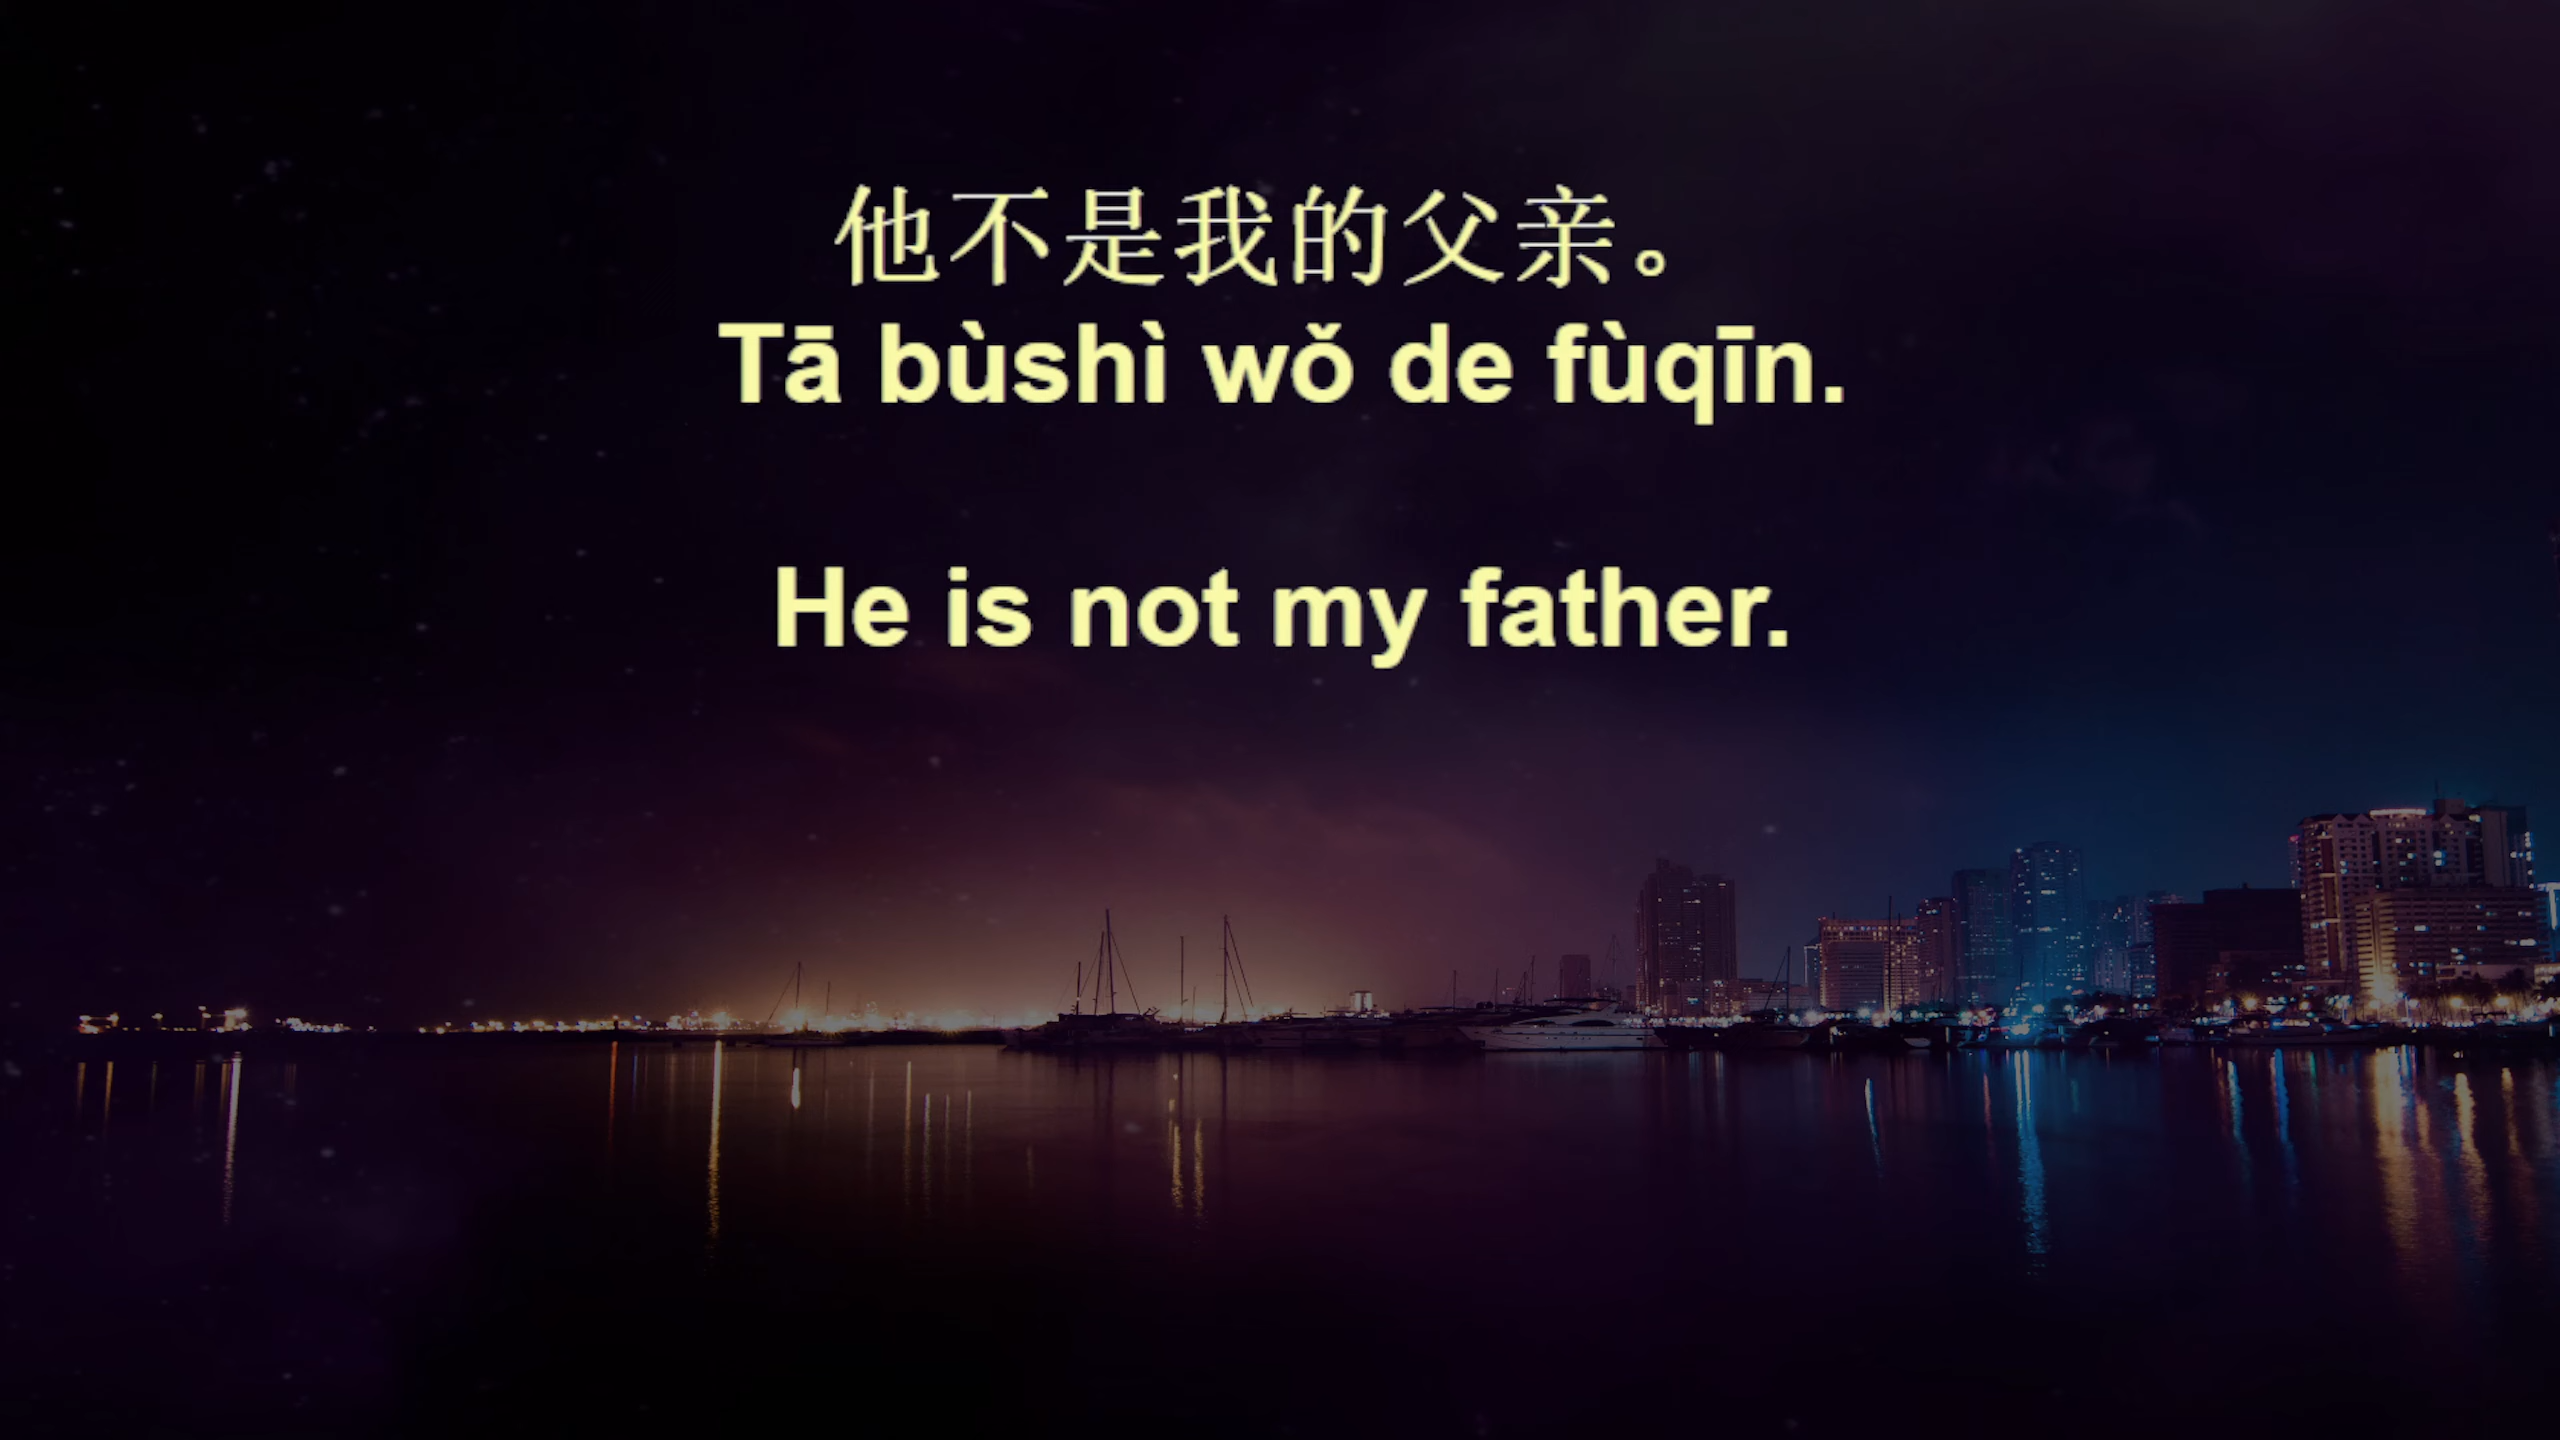 他不是我的父亲。
Tā bùshì wǒ de fùqīn.
He is not my father.